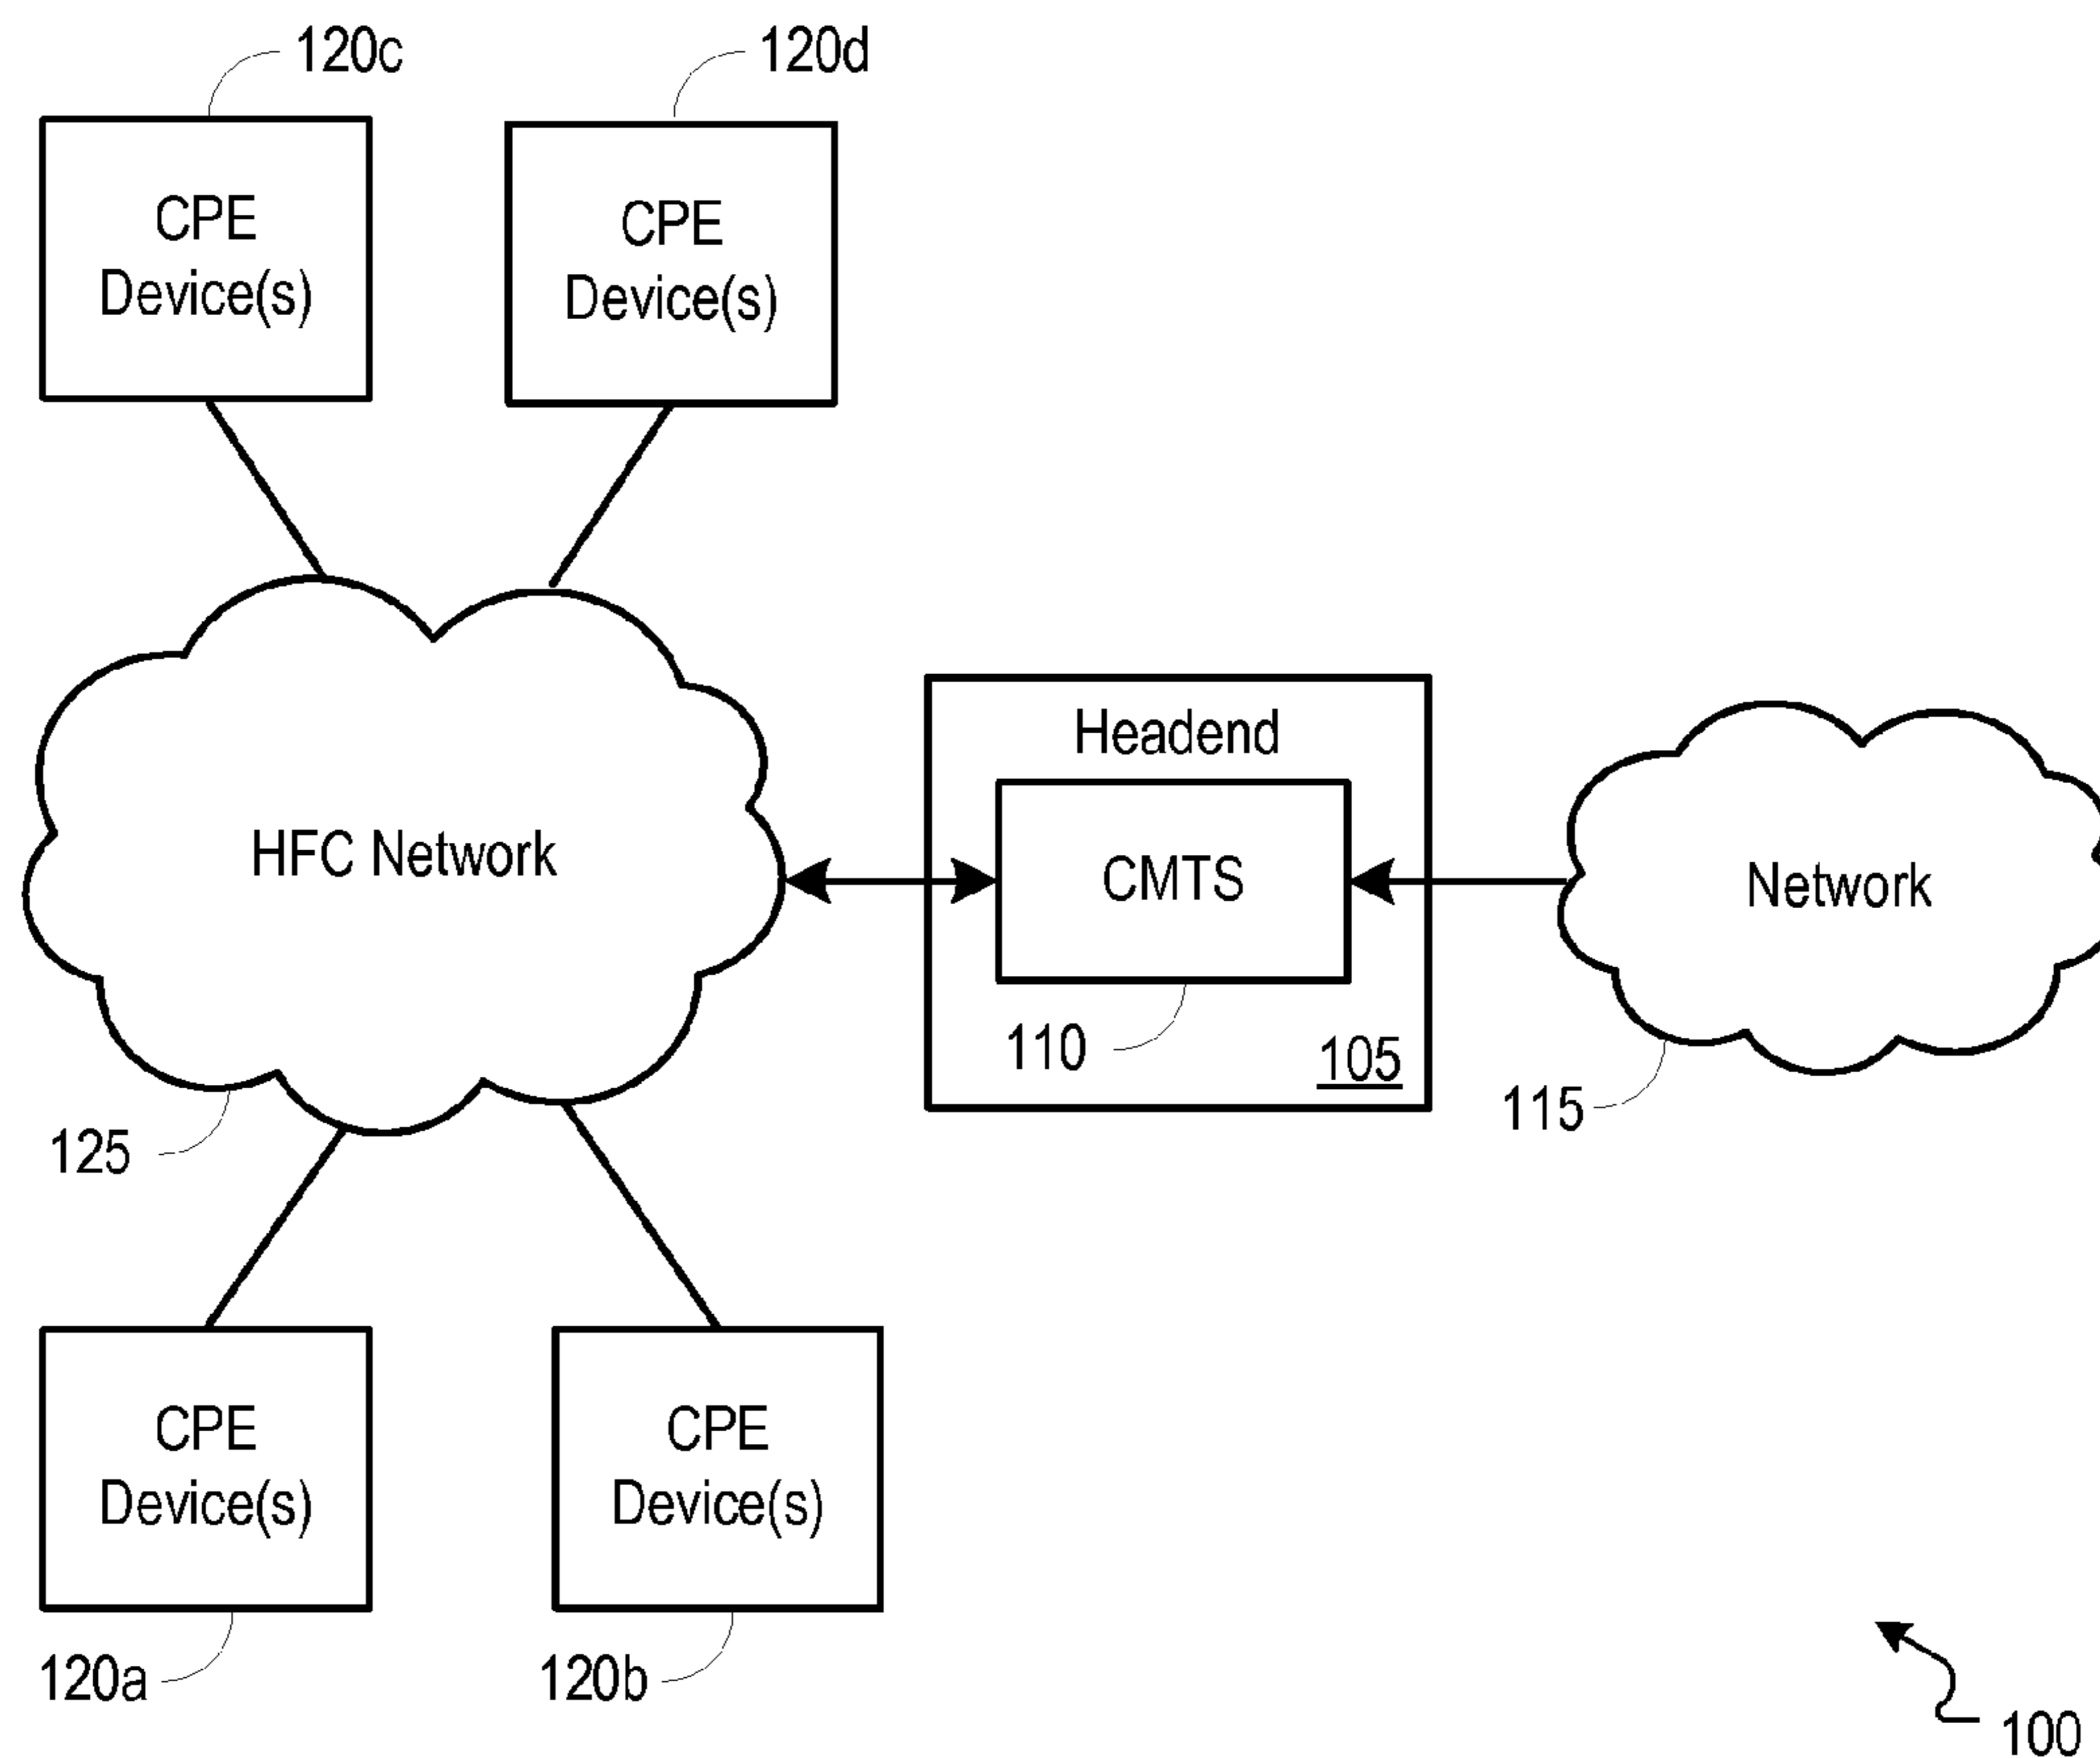 120c
120d
CPE
Device(s)
CPE
Device(s)
Headend
HFC Network
CMTS
Network
110
105
115
125
CPE
Device(s)
CPE
Device(s)
120a
120b
100